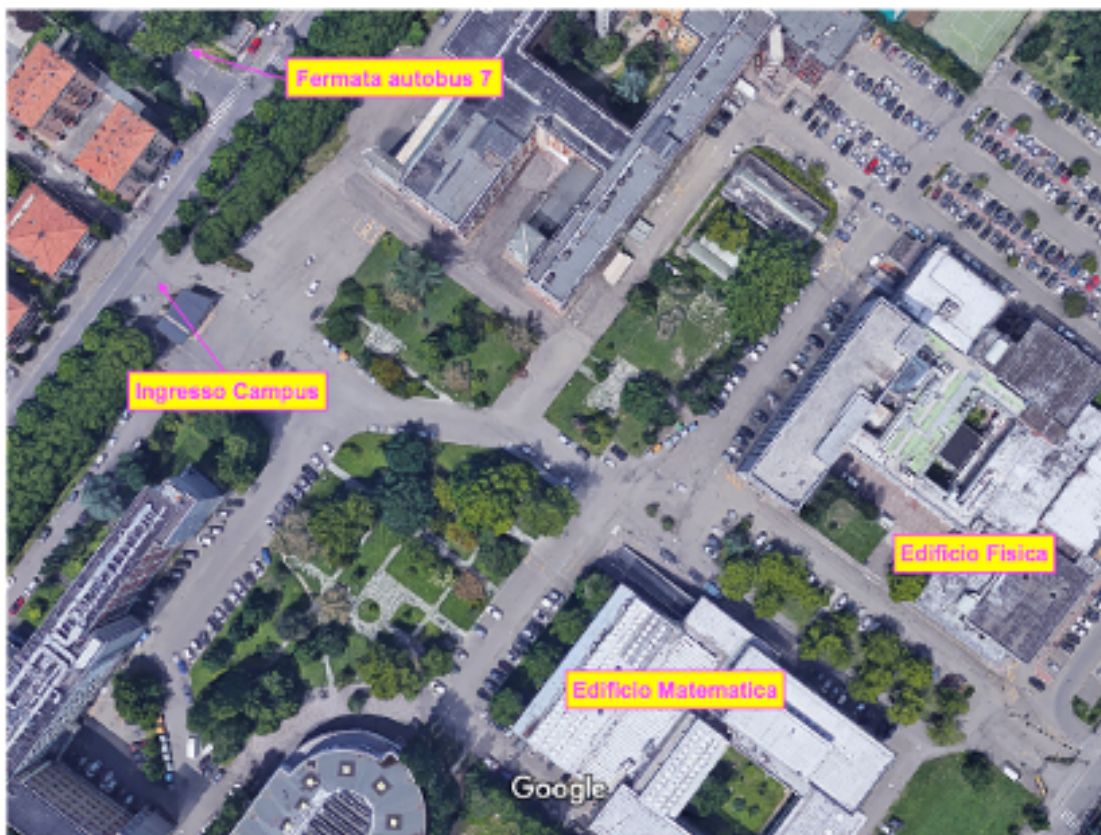 Fermata autobus 7
Ingresso Campus
Edificio Fisica
Edificio Matematica
Google